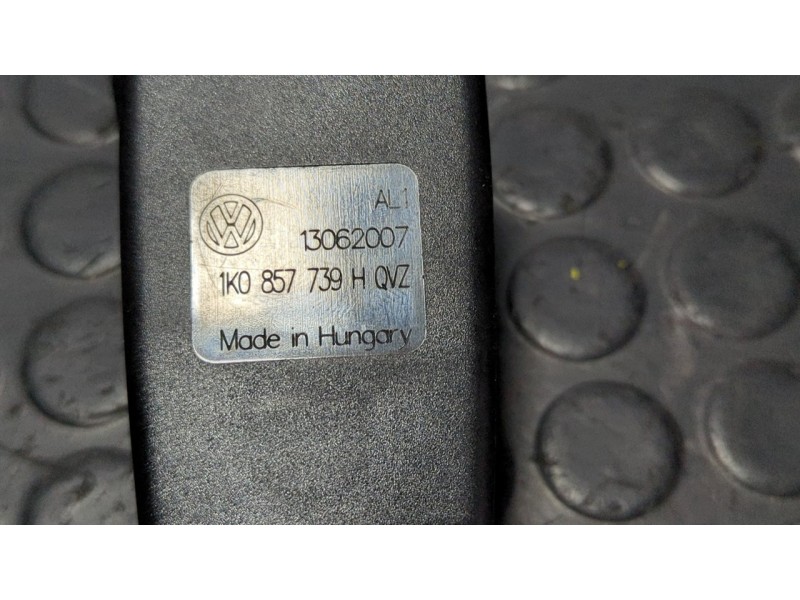 AL1
13062007
1K0 857 739 H QVZ
Made in Hungary